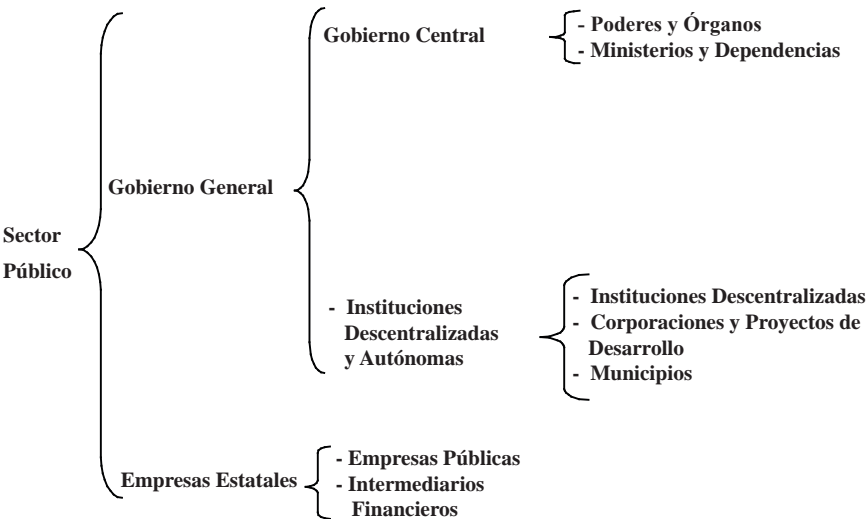 Gobierno Central
- Poderes y Órganos
- Ministerios y Dependencias
Gobierno General
Sector
Público
- Instituciones
Descentralizadas
y Autónomas
- Instituciones Descentralizadas
- Corporaciones y Proyectos de
Desarrollo
- Municipios
Empresas Estatales
- Empresas Públicas
- Intermediarios
Financieros